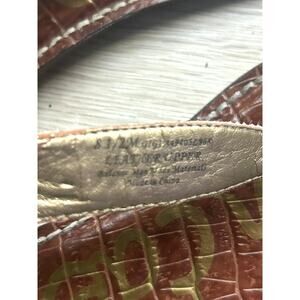 8 1/2M
LEATHER UPPER
Balance Man Made Materials
Made in China